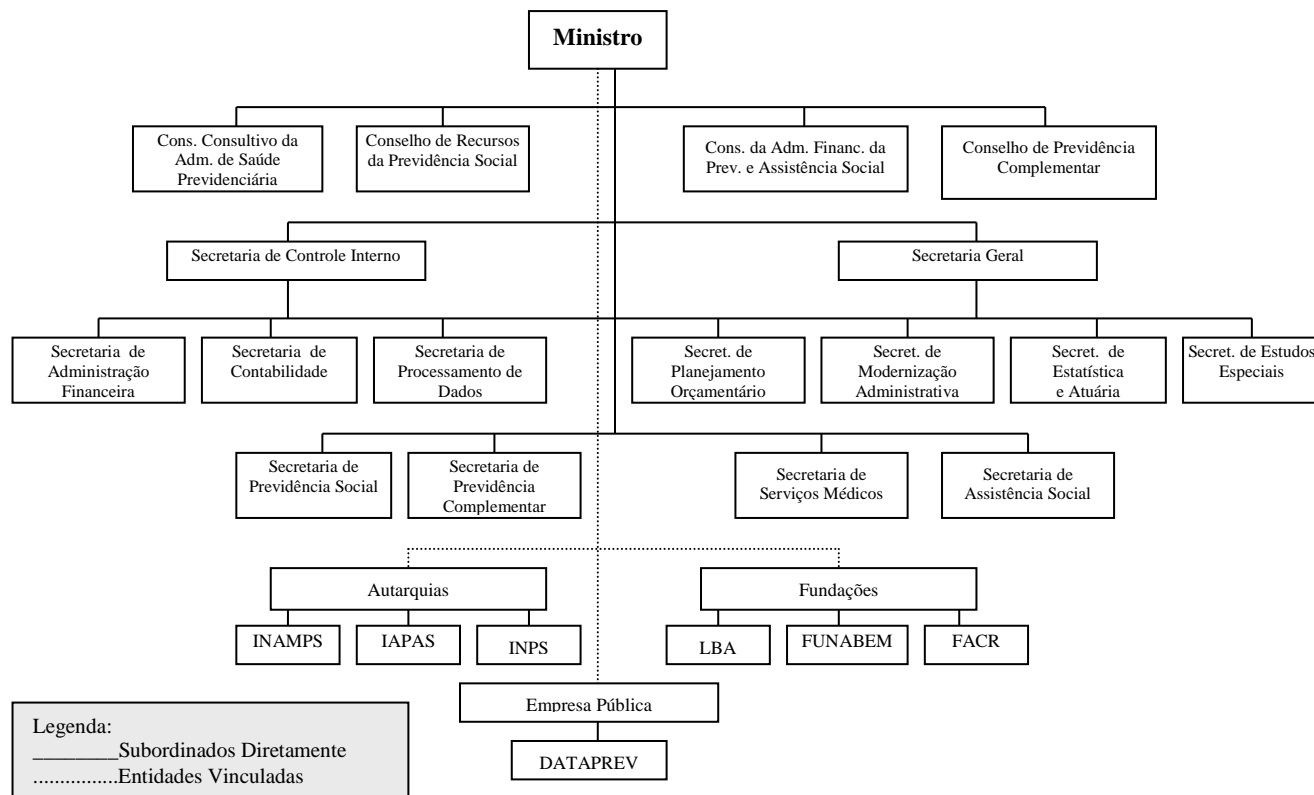 Ministro
Cons. Consultivo da
Adm. de Saúde
Previdenciária
Conselho de Recursos
da Previdência Social
Cons. da Adm. Financ. da
Prev. e Assistência Social
Conselho de Previdência
Complementar
Secretaria de Controle Interno
Secretaria Geral
Secretaria de
Administração
Financeira
Secretaria de
Contabilidade
Secretaria de
Processamento de
Dados
Secret. de
Planejamento
Orçamentário
Secret. de
Modernização
Administrativa
Secret. de
Estatística
e Atuária
Secret. de Estudos
Especiais
Secretaria de
Previdência Social
Secretaria de
Previdência
Complementar
Secretaria de
Serviços Médicos
Secretaria de
Assistência Social
Autarquias
Fundações
INAMPS
IAPAS
INPS
LBA
FUNABEM
FACR
Empresa Pública
DATAPREV
Legenda:
________Subordinados Diretamente
................Entidades Vinculadas